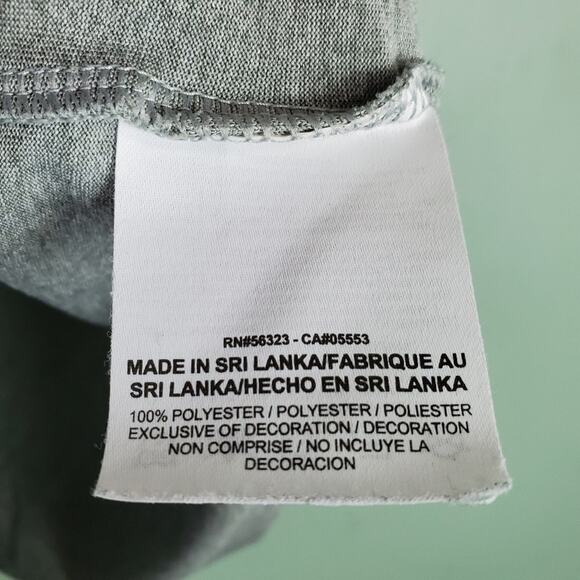 RN#56323 - CA#05553
MADE IN SRI LANKA/FABRIQUE AU
SRI LANKA/HECHO EN SRI LANKA
100% POLYESTER / POLYESTER / POLIESTER
EXCLUSIVE OF DECORATION / DECORATION
NON COMPRISE / NO INCLUYE LA
DECORACION